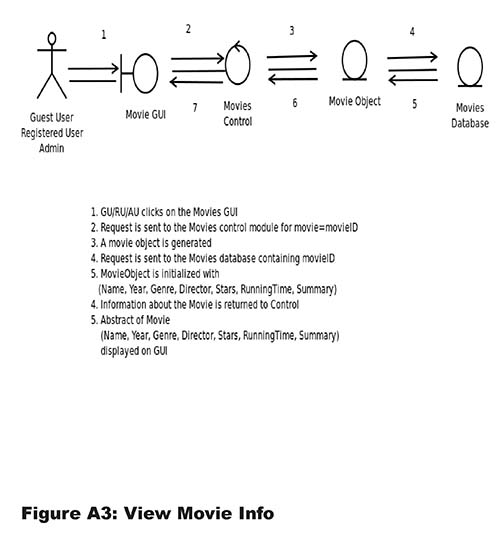 1
2
3
4
7
6
5
Guest User
Registered User
Admin
Movie GUI
Movies
Control
Movie Object
Movies
Database
1. GU/RU/AU clicks on the Movies GUI
2. Request is sent to the Movies control module for movie=movieID
3. A movie object is generated
4. Request is sent to the Movies database containing movieID
5. MovieObject is initialized with
(Name, Year, Genre, Director, Stars, RunningTime, Summary)
4. Information about the Movie is returned to Control
5. Abstract of Movie
(Name, Year, Genre, Director, Stars, RunningTime, Summary)
displayed on GUI
Figure A3: View Movie Info